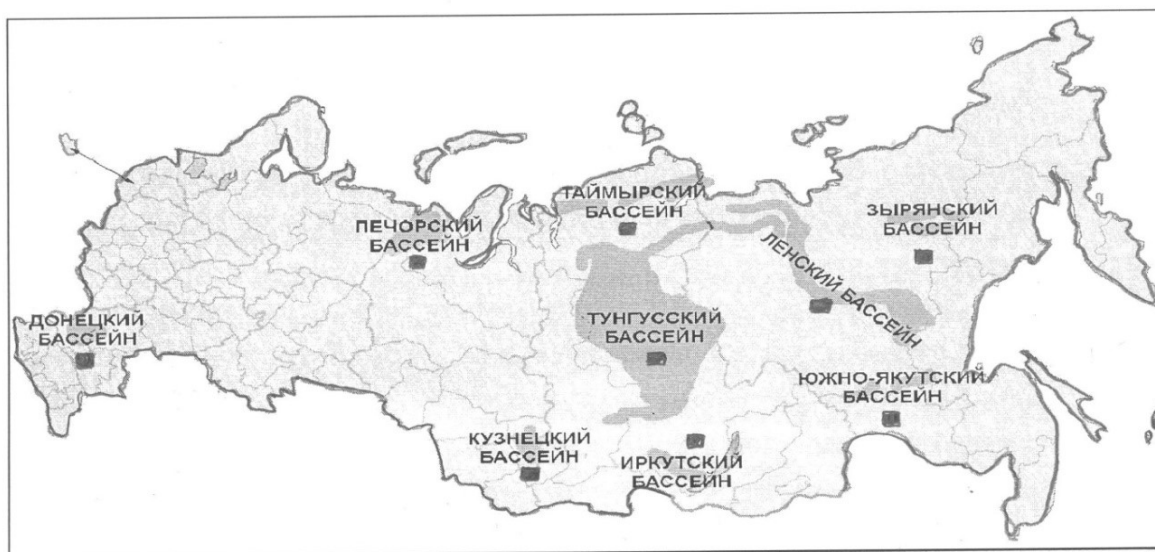 ТАЙМЫРСКИЙ
БАССЕЙН
ЗЫРЯНСКИЙ
БАССЕЙН
ПЕЧОРСКИЙ
БАССЕЙН
ЛЕНСКИЙ БАССЕЙН
ДОНЕЦКИЙ
БАССЕЙН
ТУНГУССКИЙ
БАССЕЙН
ЮЖНО-ЯКУТСКИЙ
БАССЕЙН
КУЗНЕЦКИЙ
БАССЕЙН
ИРКУТСКИЙ
БАССЕЙН